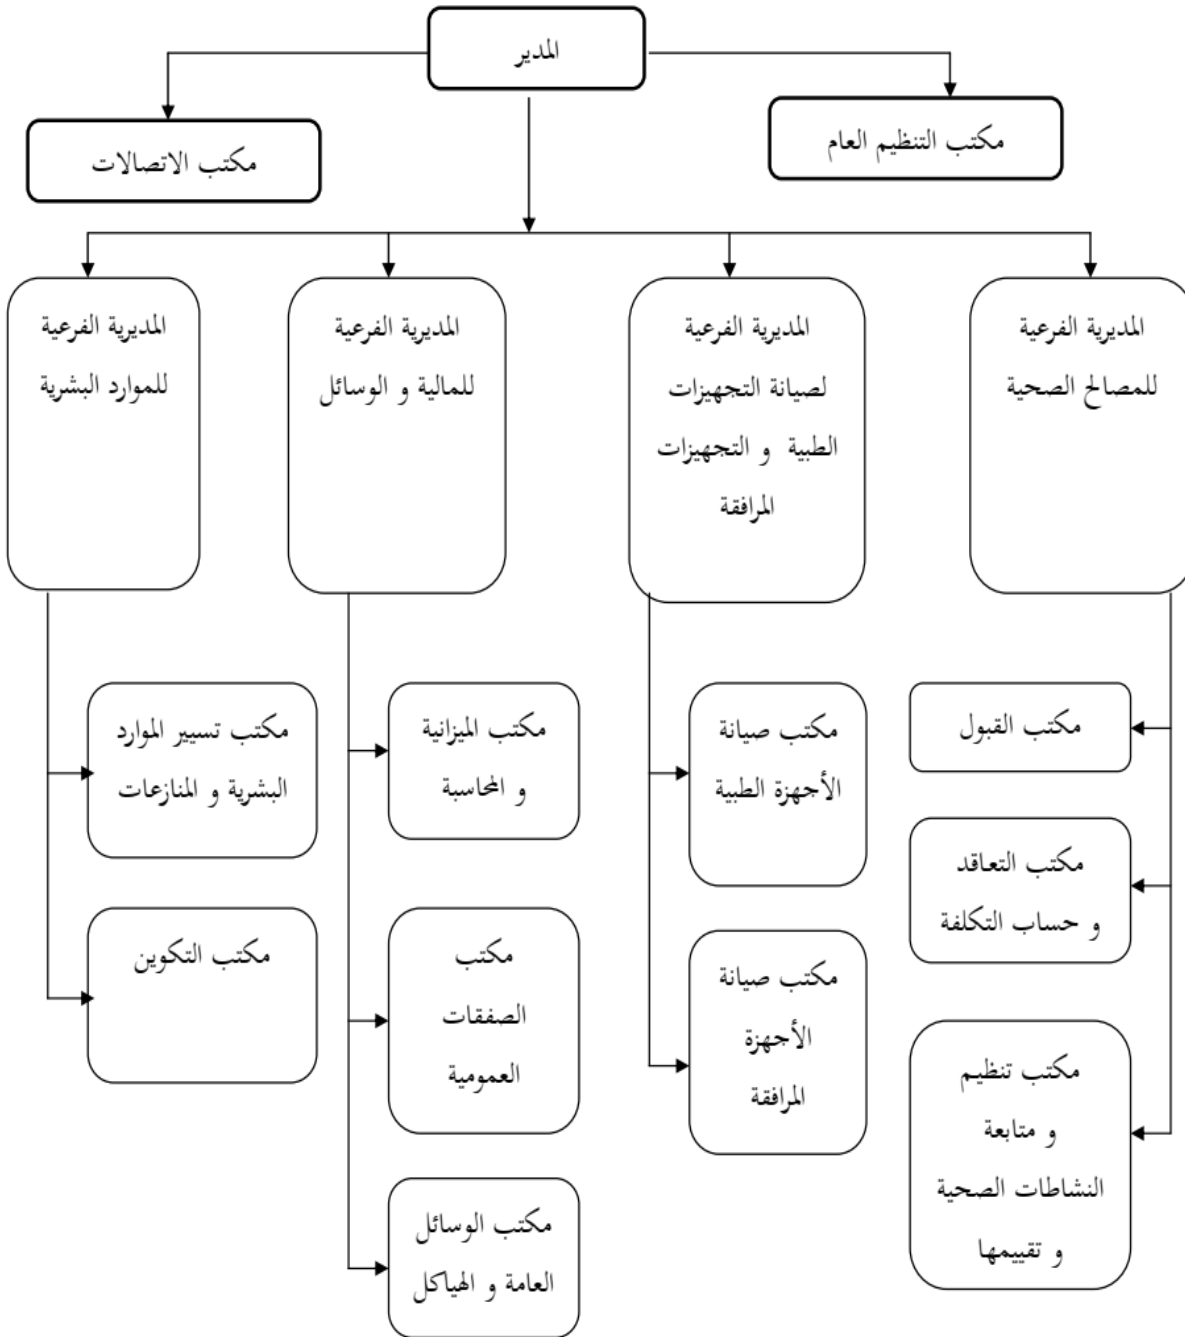 المدير
مكتب التنظيم العام
مكتب الاتصالات
المديرية الفرعية
للمصالح الصحية
المديرية الفرعية
لصيانة التجهيزات
الطبية و التجهيزات
المرافقة
المديرية الفرعية
للمالية و الوسائل
المديرية الفرعية
للموارد البشرية
مكتب القبول
مكتب التعاقد
و حساب التكلفة
مكتب تنظيم
و متابعة
النشاطات الصحية
و تقييمها
مكتب صيانة
الأجهزة الطبية
مكتب صيانة
الأجهزة
المرافقة
مكتب الميزانية
و المحاسبة
مكتب
الصفقات
العمومية
مكتب الوسائل
العامة و الهياكل
مكتب تسيير الموارد
البشرية و المنازعات
مكتب التكوين